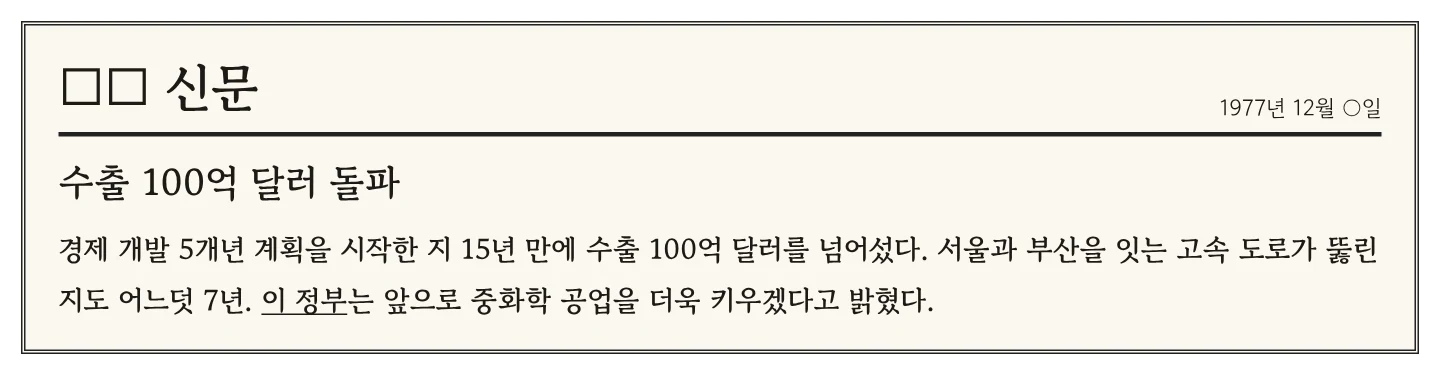 □□ 신문
1977년 12월 ○일
수출 100억 달러 돌파
경제 개발 5개년 계획을 시작한 지 15년 만에 수출 100억 달러를 넘어섰다. 서울과 부산을 잇는 고속 도로가 뚫린
지도 어느덧 7년. 이 정부는 앞으로 중화학 공업을 더욱 키우겠다고 밝혔다.